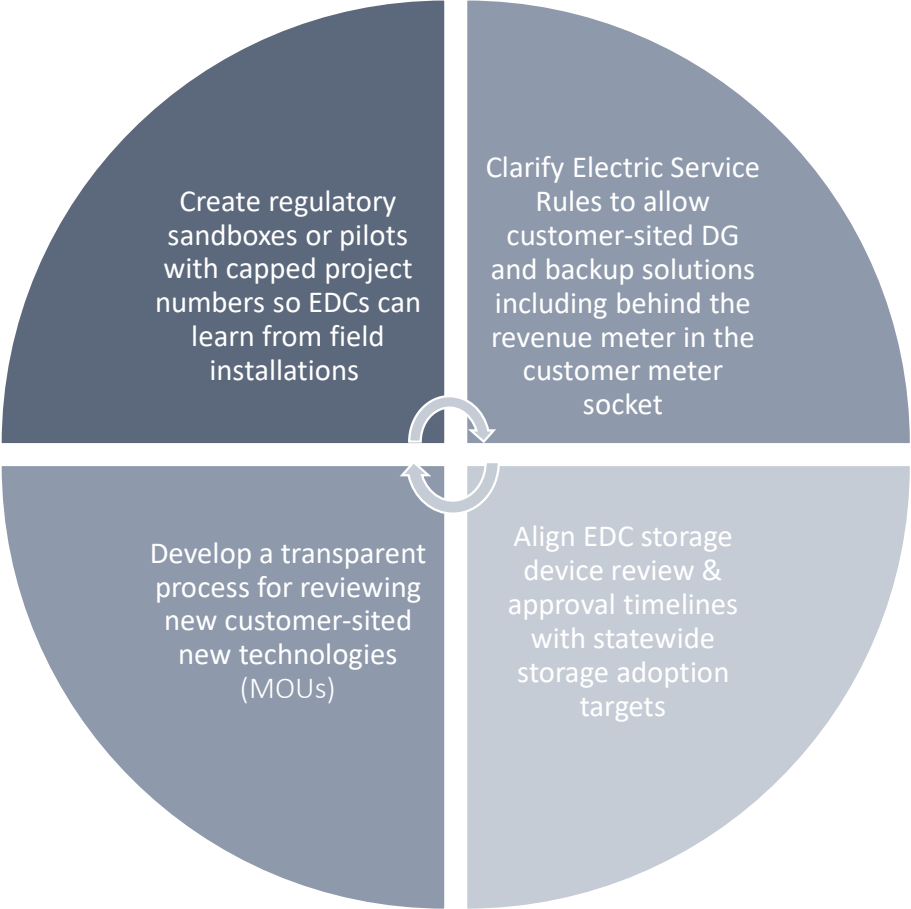 Create regulatory
sandboxes or pilots
with capped project
numbers so EDCs can
learn from field
installations
Clarify Electric Service
Rules to allow
customer-sited DG
and backup solutions
including behind the
revenue meter in the
customer meter
socket
Develop a transparent
process for reviewing
new customer-sited
new technologies
(MOUs)
Align EDC storage
device review &
approval timelines
with statewide
storage adoption
targets